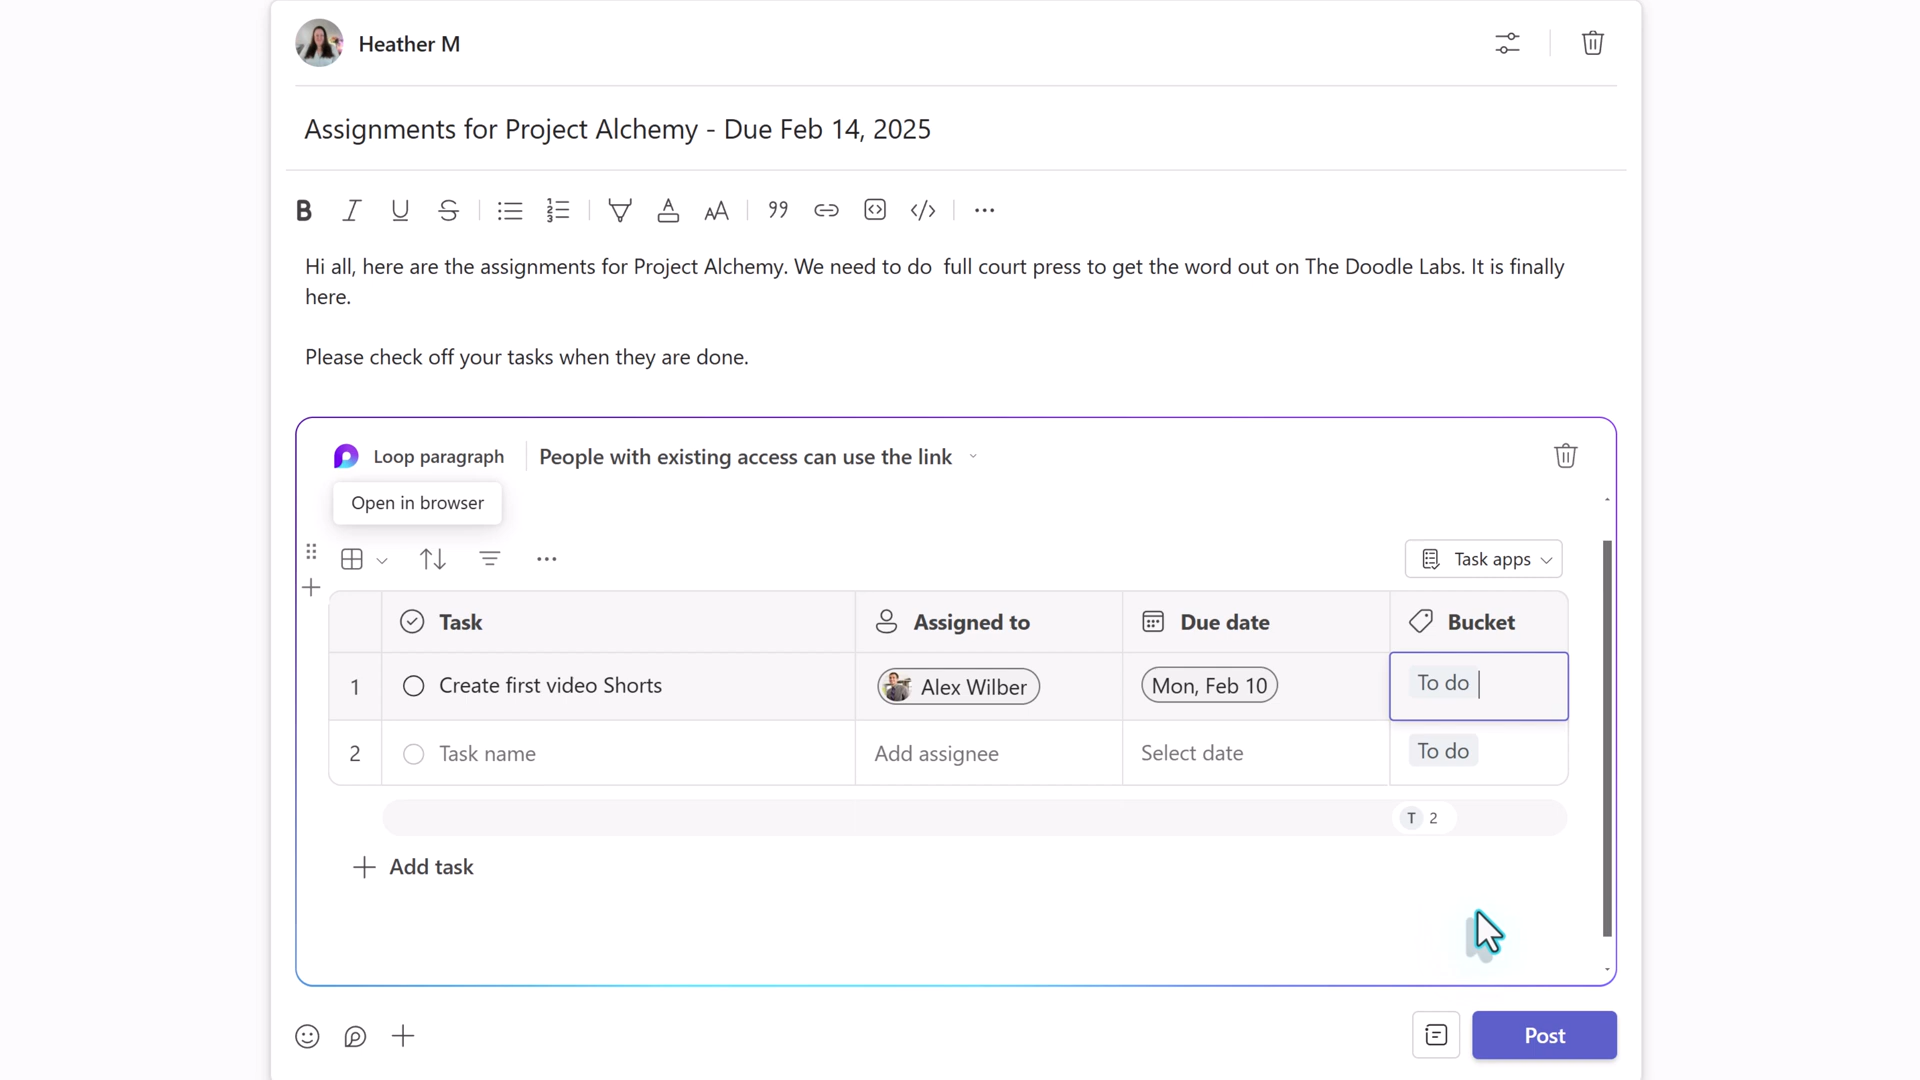 Heather M
Assignments for Project Alchemy - Due Feb 14, 2025
Hi all, here are the assignments for Project Alchemy. We need to do  full court press to get the word out on The Doodle Labs. It is finally
here.
Please check off your tasks when they are done.
Loop paragraph People with existing access can use the link
Open in browser
Task apps
Task Assigned to Due date Bucket
1 Create first video Shorts Alex Wilber Mon, Feb 10 To do
2 Task name Add assignee Select date To do
T 2
Add task
Post